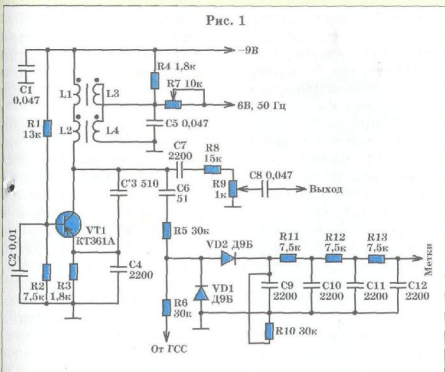 Рис. 1
−9В
C1
0,047
R1
13к
L1
L3
L2
L4
R4 1,8к
R7 10к
6В, 50 Гц
C5 0,047
C7
2200
R8
15к
R9
1к
C8 0,047
Выход
C'3 510
C6
51
VT1
КТ361А
C2 0,01
R2
7,5к
R3
1,8к
C4
2200
R5 30к
VD2 Д9Б
R11
7,5к
R12
7,5к
R13
7,5к
Метки
R6
30к
VD1
Д9Б
C9
2200
C10
2200
C11
2200
C12
2200
R10 30к
От ГСС